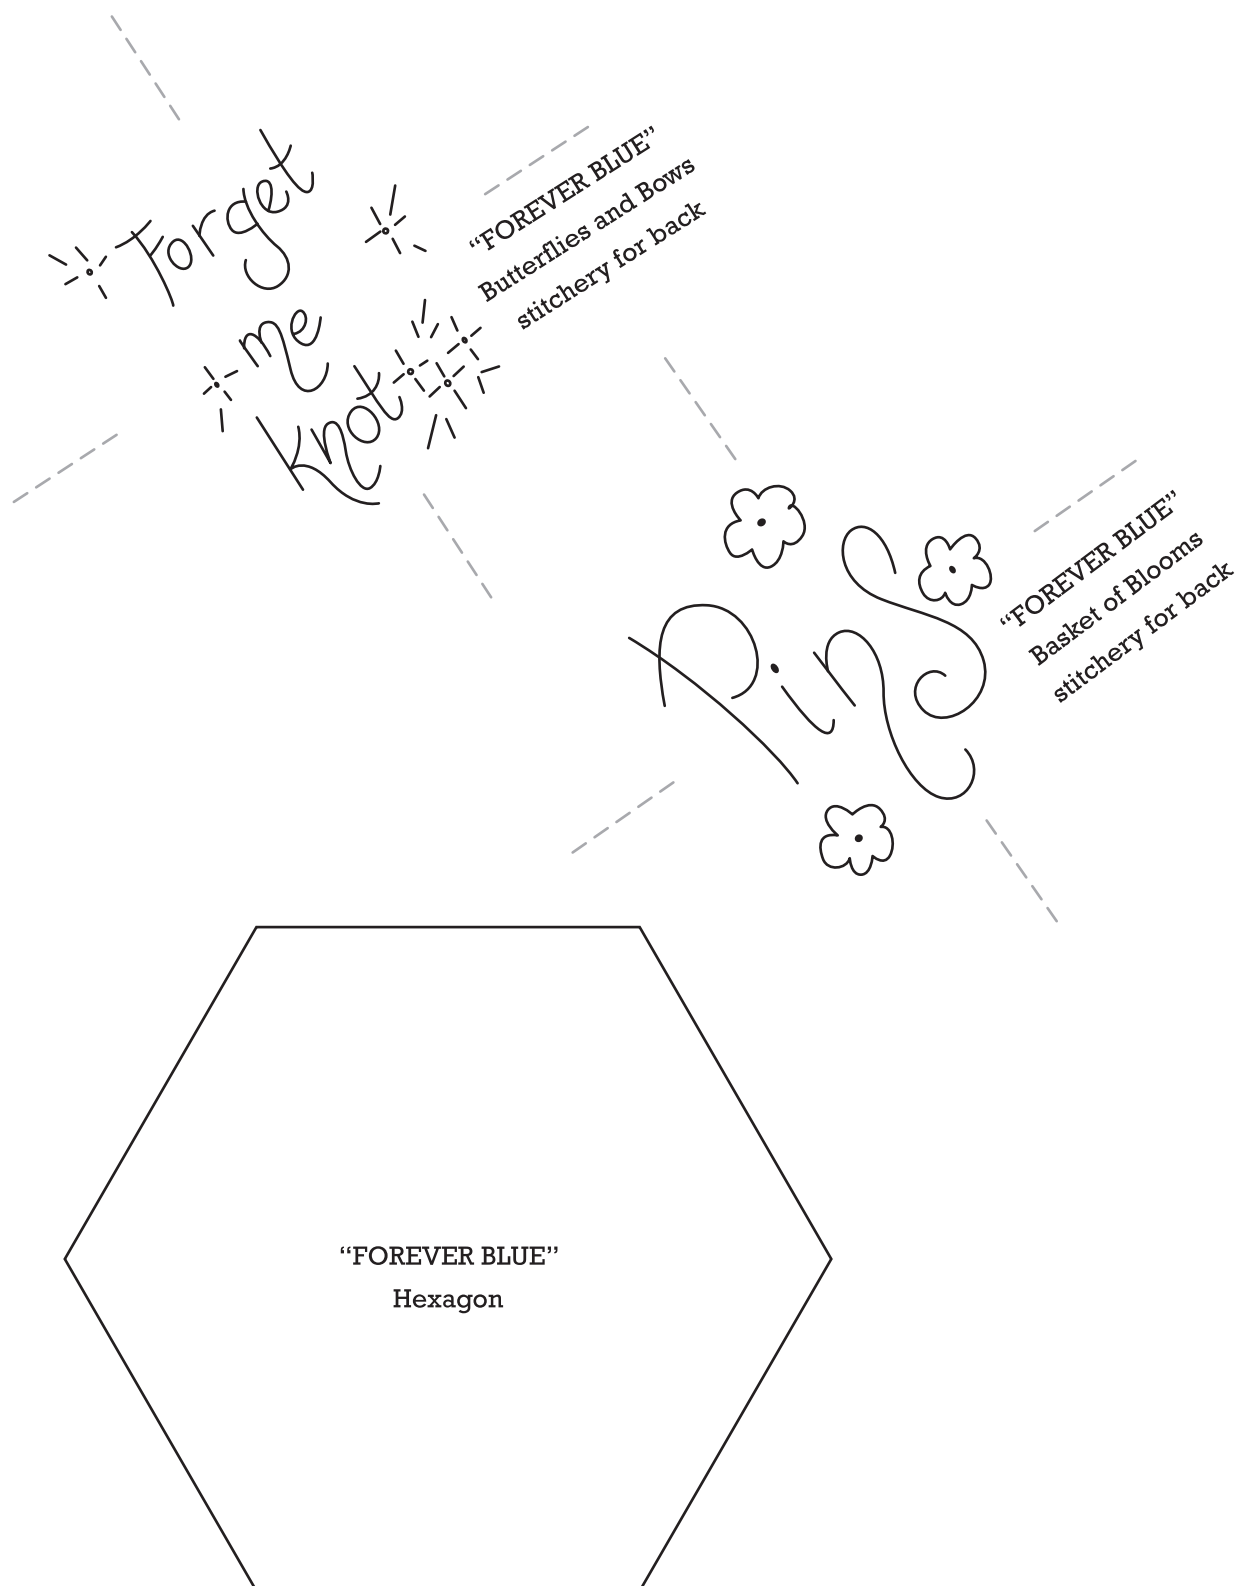 Forget
me
knot
“FOREVER BLUE”
Butterflies and Bows
stitchery for back
Pins
“FOREVER BLUE”
Basket of Blooms
stitchery for back
“FOREVER BLUE”
Hexagon